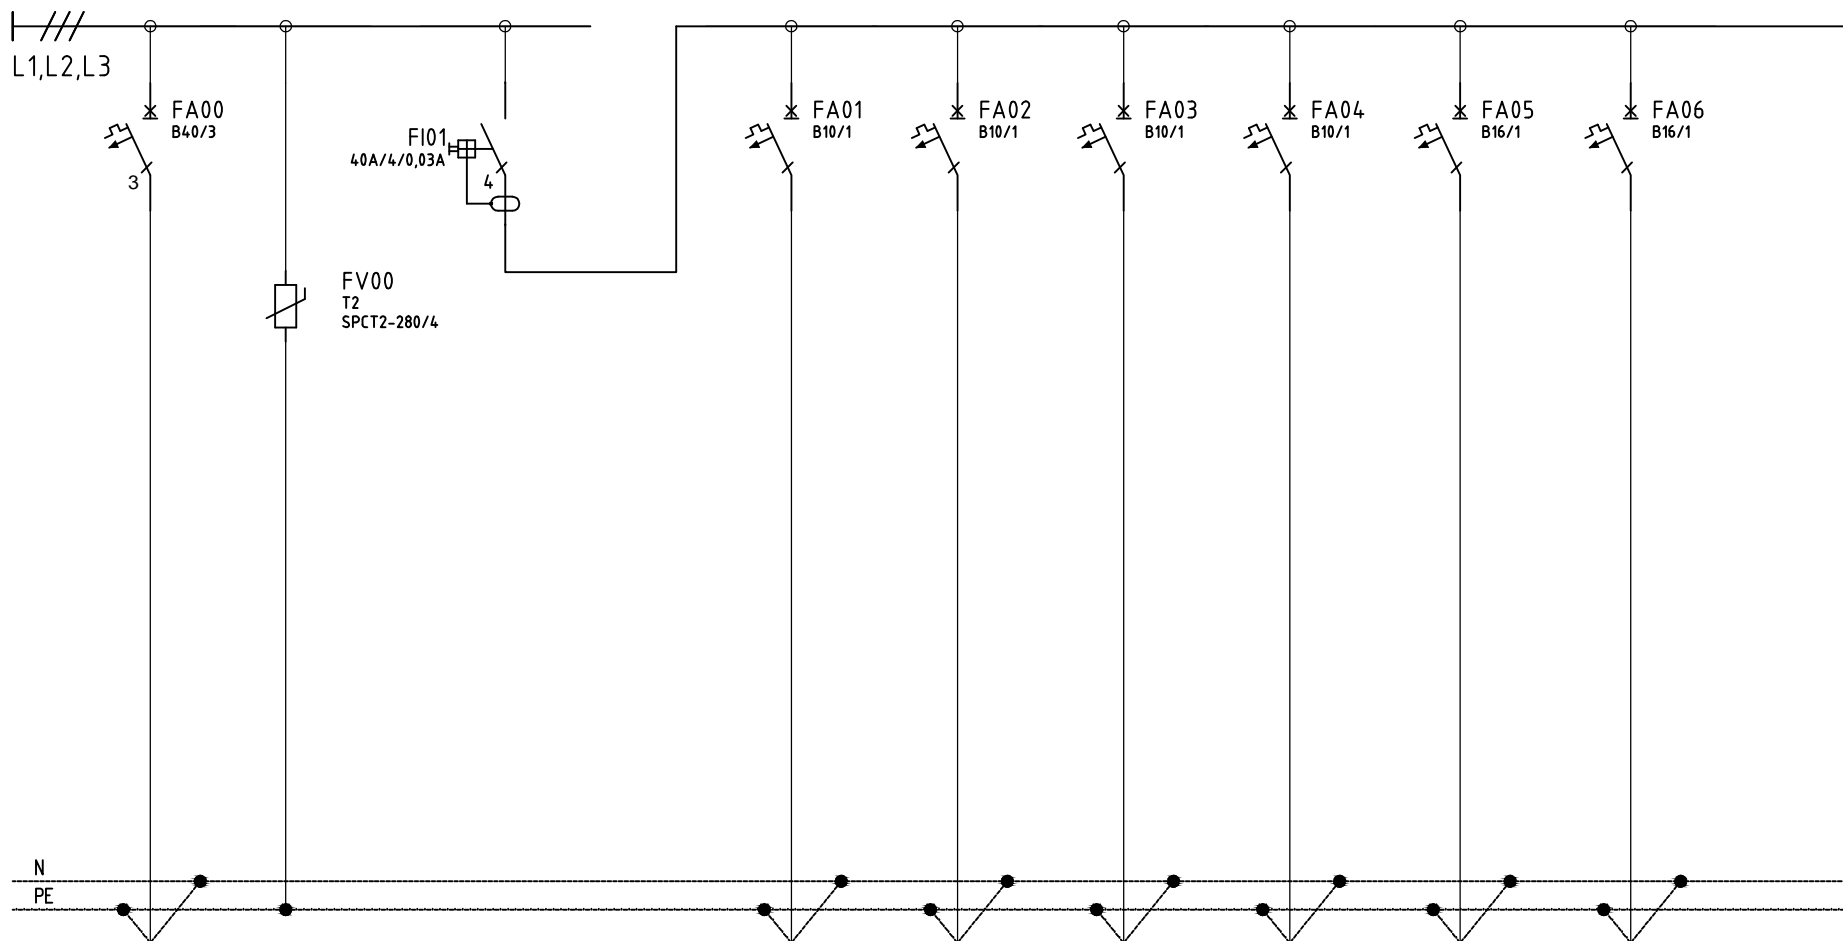 L1,L2,L3
FA00
B40/3
3
FV00
T2
SPCT2-280/4
FI01
40A/4/0,03A
4
FA01
B10/1
FA02
B10/1
FA03
B10/1
FA04
B10/1
FA05
B16/1
FA06
B16/1
N
PE